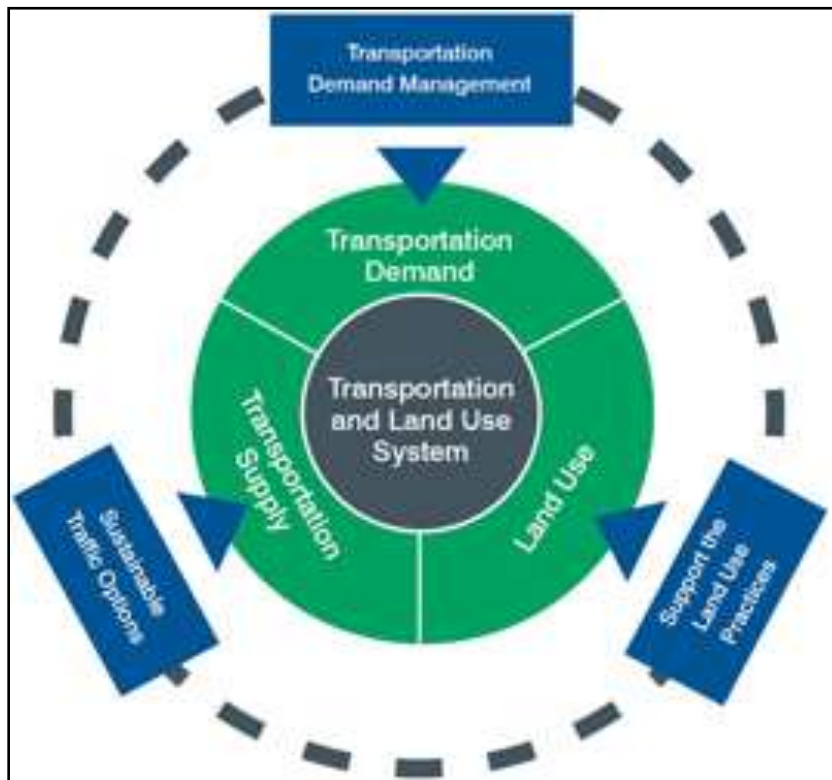 Transportation
Demand Management
Transportation
Demand
Transportation
and Land Use
System
Transportation
Supply
Land Use
Sustainable
Traffic Options
Support the
Land Use
Practices